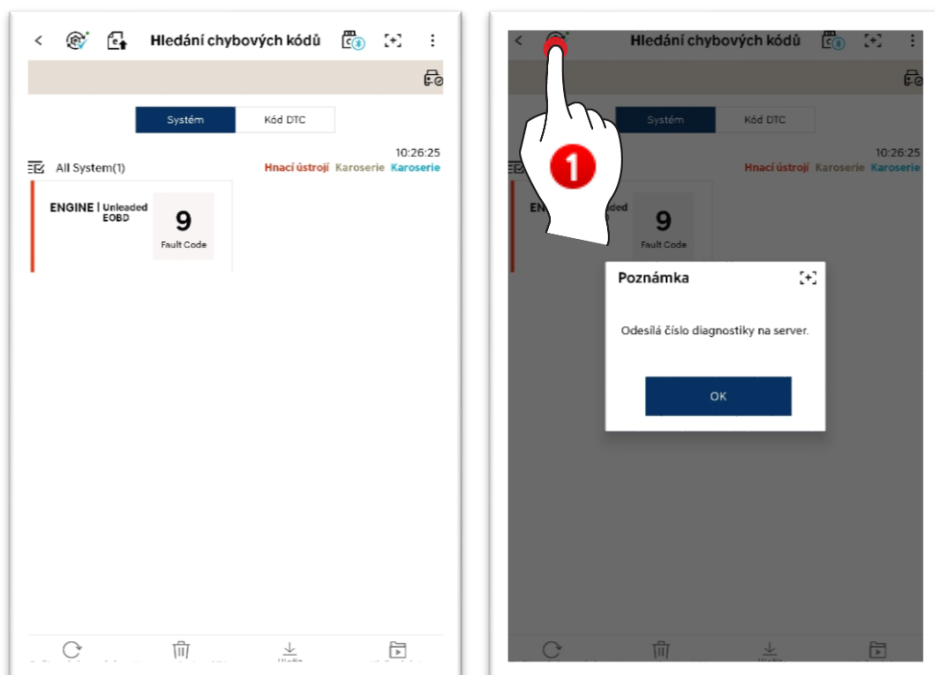 Hledání chybových kódů
Systém Kód DTC
10:26:25
All System(1) Hnací ústrojí Karoserie Karoserie
ENGINE | Unleaded
EOBD
9
Fault Code
Hledání chybových kódů
Systém Kód DTC
10:26:25
Hnací ústrojí Karoserie Karoserie
1
9
Fault Code
Poznámka
Odesílá číslo diagnostiky na server.
OK